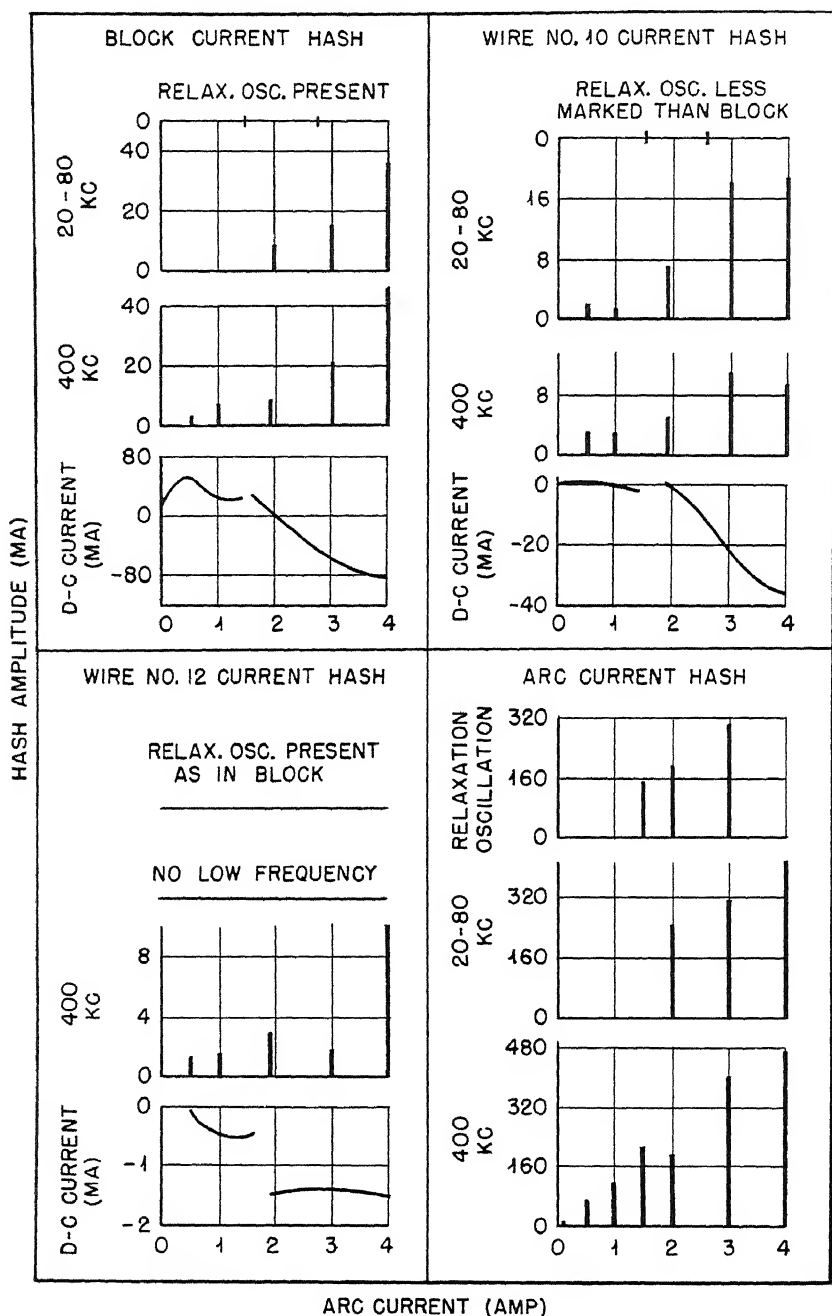 BLOCK CURRENT HASH
RELAX. OSC. PRESENT
0
40
20
0
20-80
KC
40
20
0
400
KC
80
0
-80
D-C CURRENT
(MA)
0 1 2 3 4
WIRE NO. 10 CURRENT HASH
RELAX. OSC. LESS
MARKED THAN BLOCK
0
16
8
0
20-80
KC
8
0
400
KC
0
-20
-40
D-C CURRENT
(MA)
0 1 2 3 4
HASH AMPLITUDE (MA)
WIRE NO. 12 CURRENT HASH
RELAX. OSC. PRESENT
AS IN BLOCK
NO LOW FREQUENCY
8
4
0
400
KC
0
-1
-2
D-C CURRENT
(MA)
0 1 2 3 4
ARC CURRENT HASH
320
160
0
RELAXATION
OSCILLATION
320
160
0
20-80
KC
480
320
160
0
400
KC
0 1 2 3 4
ARC CURRENT (AMP)